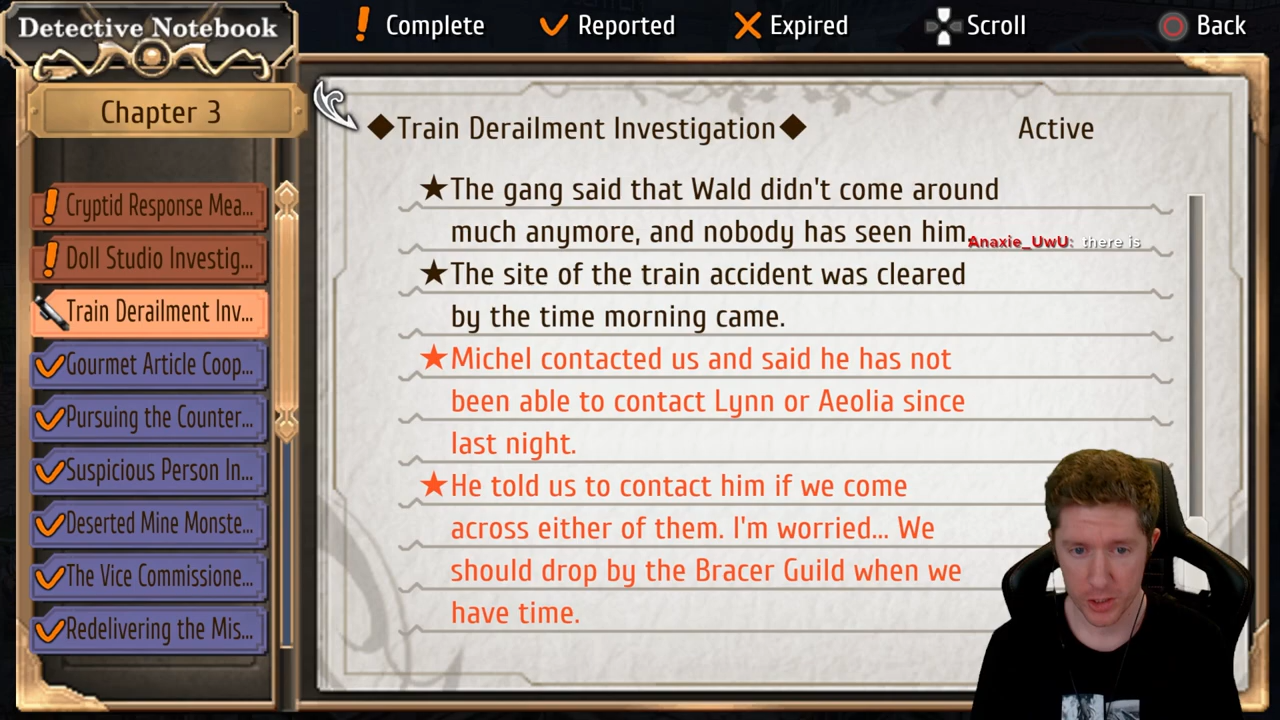 Detective Notebook
Complete
Reported
Expired
Scroll
Back
Chapter 3
Cryptid Response Mea...
Doll Studio Investig...
Train Derailment Inv...
Gourmet Article Coop...
Pursuing the Counter...
Suspicious Person In...
Deserted Mine Monste...
The Vice Commissione...
Redelivering the Mis...
◆Train Derailment Investigation◆
Active
★The gang said that Wald didn't come around
much anymore, and nobody has seen him.
Anaxie_UwU: there is
★The site of the train accident was cleared
by the time morning came.
★Michel contacted us and said he has not
been able to contact Lynn or Aeolia since
last night.
★He told us to contact him if we come
across either of them. I'm worried... We
should drop by the Bracer Guild when we
have time.